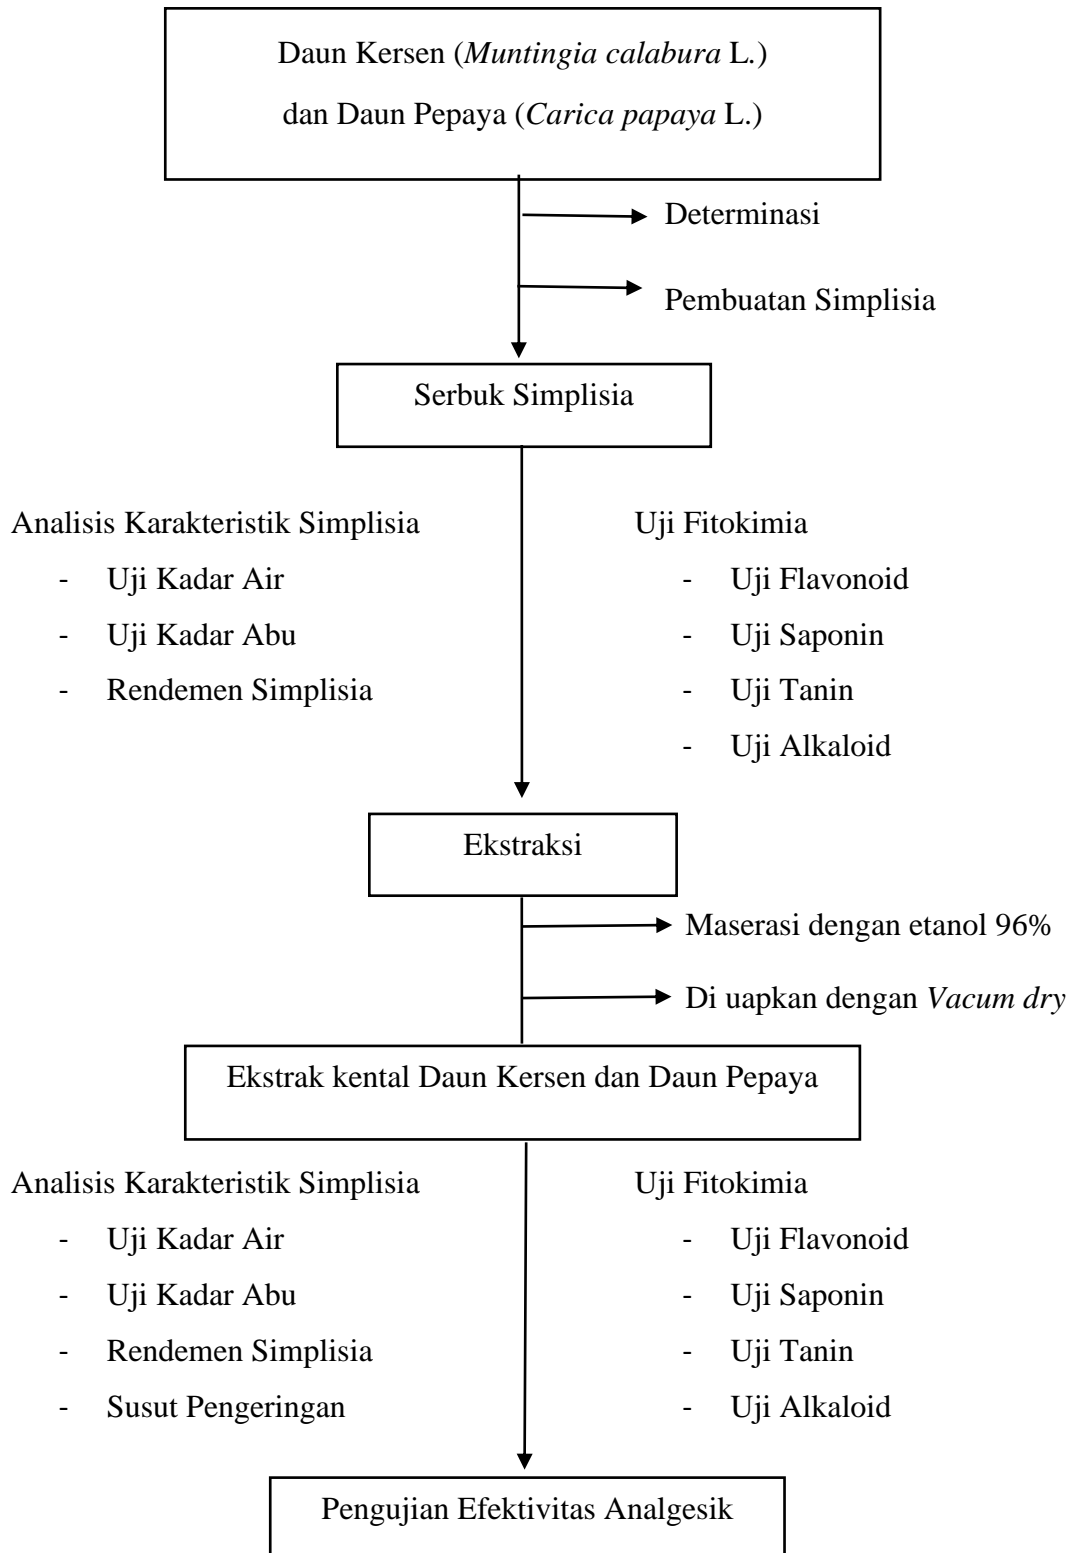 Daun Kersen (Muntingia calabura L.)
dan Daun Pepaya (Carica papaya L.)
Determinasi
Pembuatan Simplisia
Serbuk Simplisia
Analisis Karakteristik Simplisia
- Uji Kadar Air
- Uji Kadar Abu
- Rendemen Simplisia
Uji Fitokimia
- Uji Flavonoid
- Uji Saponin
- Uji Tanin
- Uji Alkaloid
Ekstraksi
Maserasi dengan etanol 96%
Di uapkan dengan Vacum dry
Ekstrak kental Daun Kersen dan Daun Pepaya
Analisis Karakteristik Simplisia
- Uji Kadar Air
- Uji Kadar Abu
- Rendemen Simplisia
- Susut Pengeringan
Uji Fitokimia
- Uji Flavonoid
- Uji Saponin
- Uji Tanin
- Uji Alkaloid
Pengujian Efektivitas Analgesik